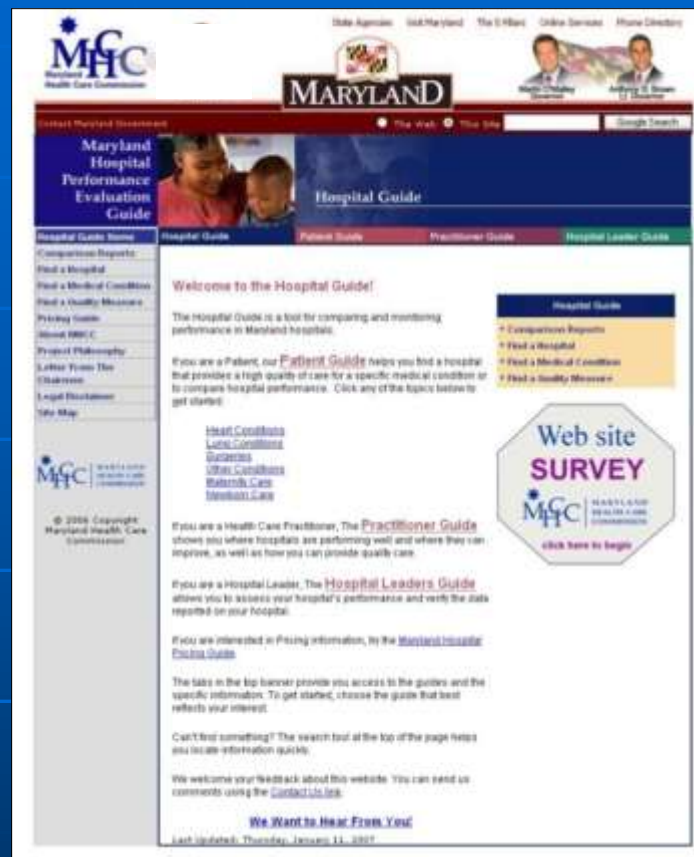 State Agencies Visit Maryland The E-Mileni Online Services Phone Directory
MHCC
Maryland
Health Care Commission
MARYLAND
Martin O'Malley
Governor
Anthony G. Brown
Lt. Governor
Contact Maryland Government
The Web This Site
Google Search
Maryland
Hospital
Performance
Evaluation
Guide
Hospital Guide
Hospital Guide Home
Hospital Guide Patient Guide Practitioner Guide Hospital Leader Guide
Comparison Reports
Find a Hospital
Find a Medical Condition
Find a Quality Measure
Pricing Guide
About MHCC
Project Philosophy
Letter From The
Chairman
Legal Disclaimer
Site Map
MHCC MARYLAND
HEALTH CARE
COMMISSION
© 2006 Copyright
Maryland Health Care
Commission
Welcome to the Hospital Guide!
The Hospital Guide is a tool for comparing and monitoring
performance in Maryland hospitals.
If you are a Patient, our Patient Guide helps you find a hospital
that provides a high quality of care for a specific medical condition or
to compare hospital performance. Click any of the topics below to
get started:
Heart Conditions
Lung Conditions
Surgeries
Other Conditions
Maternity Care
Newborn Care
If you are a Health Care Practitioner, The Practitioner Guide
shows you where hospitals are performing well and where they can
improve, as well as how you can provide quality care.
If you are a Hospital Leader, The Hospital Leaders Guide
allows you to assess your hospital's performance and verify the data
reported on your hospital.
If you are interested in Pricing information, try the Maryland Hospital
Pricing Guide.
The tabs in the top banner provide you access to the guides and the
specific information. To get started, choose the guide that best
reflects your interest.
Can't find something? The search tool at the top of the page helps
you locate information quickly.
We welcome your feedback about this website. You can send us
comments using the Contact Us link.
We Want to Hear From You!
Last Updated: Thursday, January 11, 2007
Hospital Guide
Comparison Reports
Find a Hospital
Find a Medical Condition
Find a Quality Measure
Web site
SURVEY
MHCC MARYLAND
HEALTH CARE
COMMISSION
click here to begin